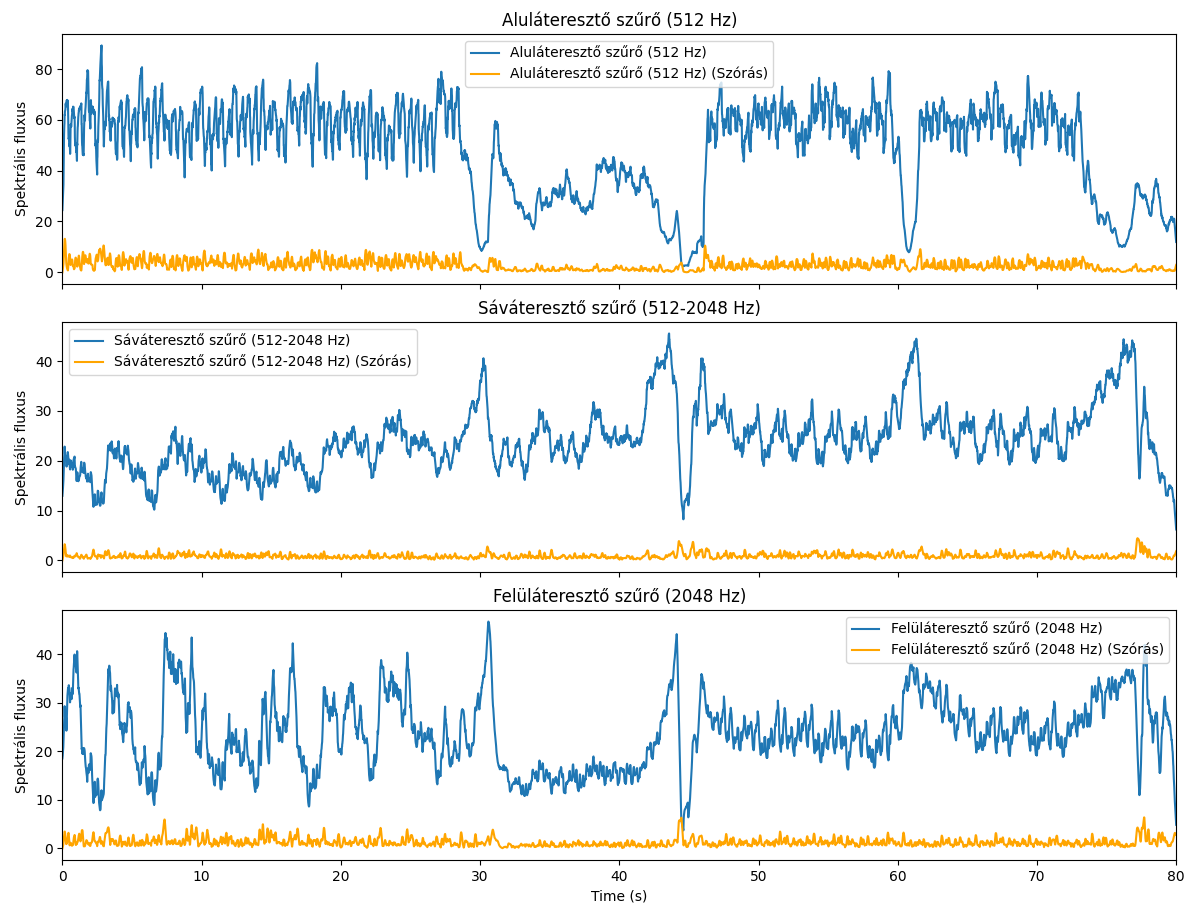 Aluláteresztő szűrő (512 Hz)
Spektrális fluxus
80
60
40
20
0
Aluláteresztő szűrő (512 Hz)
Aluláteresztő szűrő (512 Hz) (Szórás)
Sáváteresztő szűrő (512-2048 Hz)
Spektrális fluxus
40
30
20
10
0
Sáváteresztő szűrő (512-2048 Hz)
Sáváteresztő szűrő (512-2048 Hz) (Szórás)
Felüláteresztő szűrő (2048 Hz)
Spektrális fluxus
40
30
20
10
0
Felüláteresztő szűrő (2048 Hz)
Felüláteresztő szűrő (2048 Hz) (Szórás)
0 10 20 30 40 50 60 70 80
Time (s)